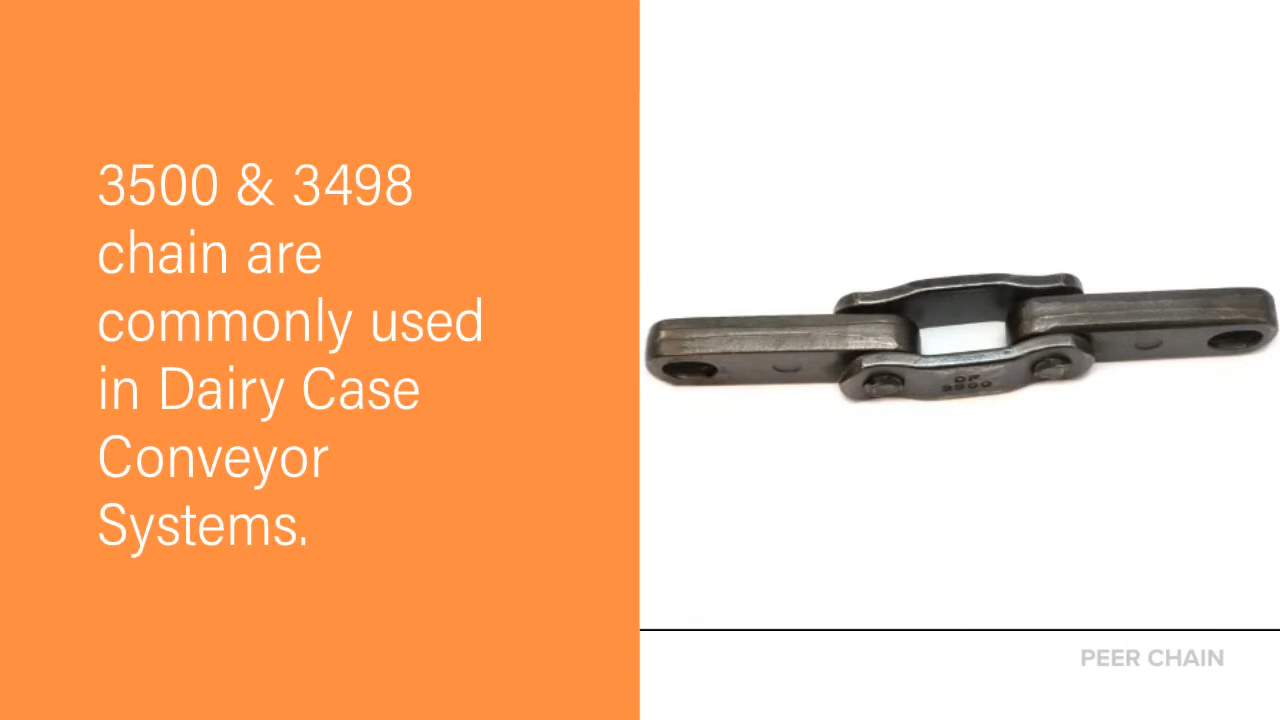 3500 & 3498
chain are
commonly used
in Dairy Case
Conveyor
Systems.
PEER CHAIN